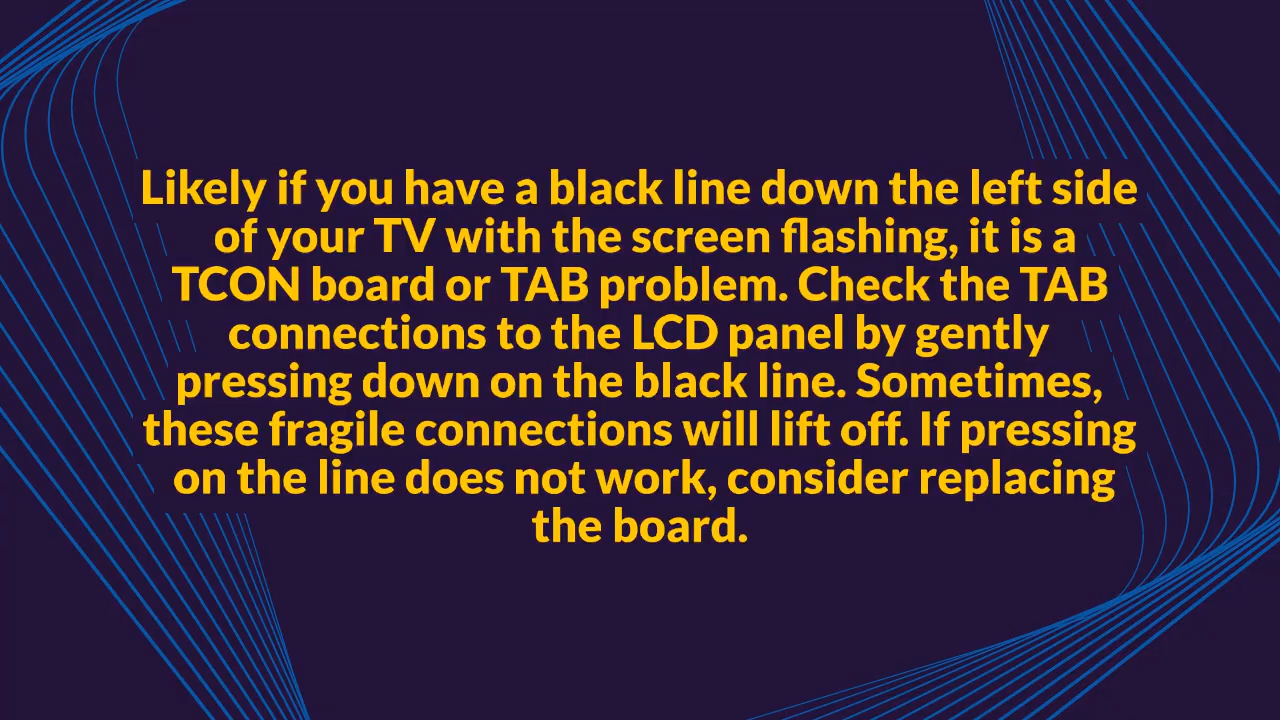 Likely if you have a black line down the left side
of your TV with the screen flashing, it is a
TCON board or TAB problem. Check the TAB
connections to the LCD panel by gently
pressing down on the black line. Sometimes,
these fragile connections will lift off. If pressing
on the line does not work, consider replacing
the board.